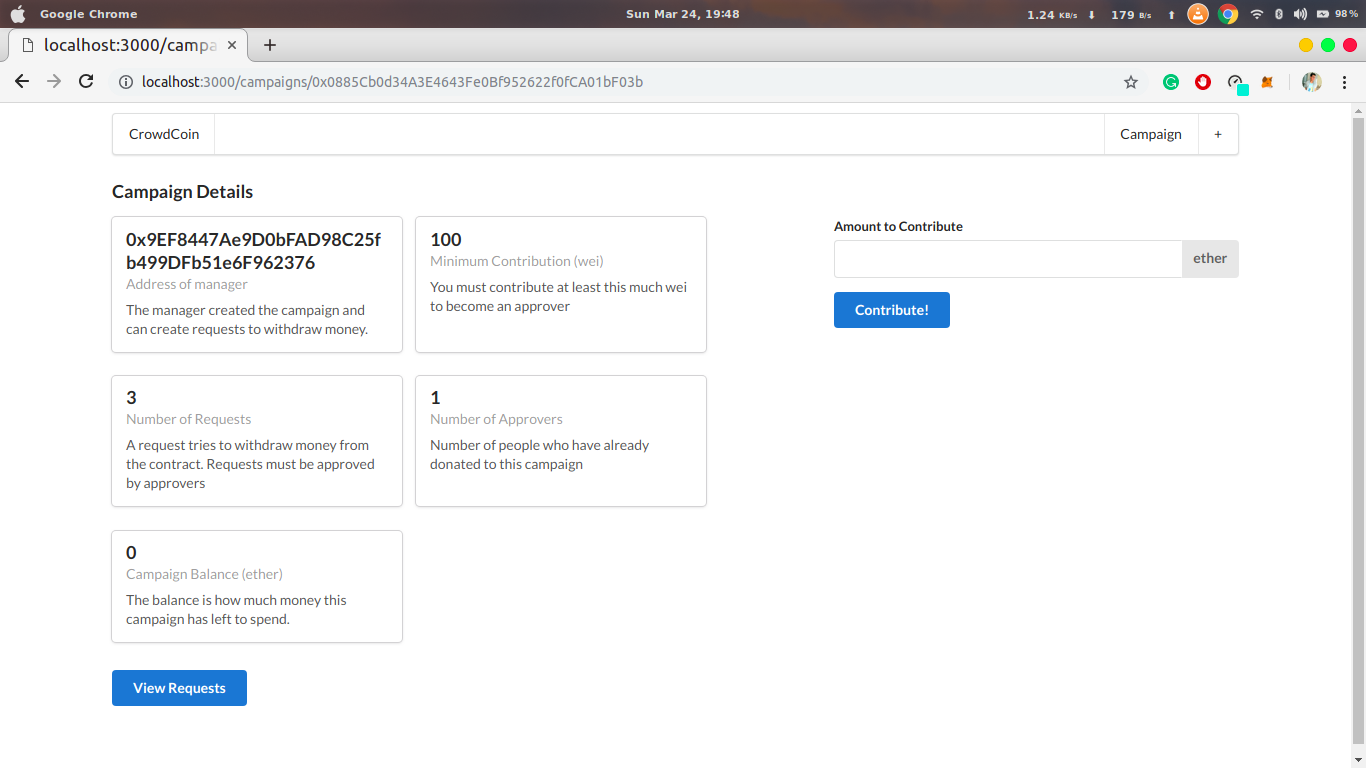 Google Chrome
Sun Mar 24, 19:48
1.24 KB/s 179 B/s
98 %
localhost:3000/campa
localhost:3000/campaigns/0x0885Cb0d34A3E4643Fe0Bf952622f0fCA01bF03b
CrowdCoin
Campaign
+
Campaign Details
0x9EF8447Ae9D0bFAD98C25f
b499DFb51e6F962376
Address of manager
The manager created the campaign and
can create requests to withdraw money.
100
Minimum Contribution (wei)
You must contribute at least this much wei
to become an approver
3
Number of Requests
A request tries to withdraw money from
the contract. Requests must be approved
by approvers
1
Number of Approvers
Number of people who have already
donated to this campaign
0
Campaign Balance (ether)
The balance is how much money this
campaign has left to spend.
View Requests
Amount to Contribute
ether
Contribute!